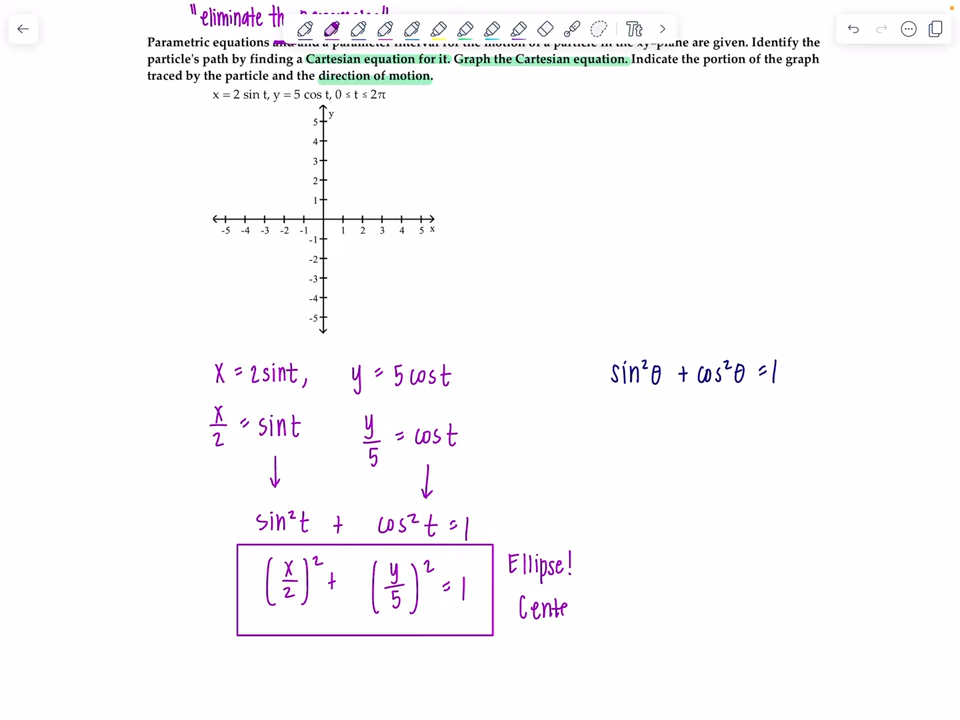 "eliminate th
Parametric equations and and a parameter interval for the motion of a particle in the xy-plane are given. Identify the
particle's path by finding a Cartesian equation for it. Graph the Cartesian equation. Indicate the portion of the graph
traced by the particle and the direction of motion.
x = 2 sin t, y = 5 cos t, 0 ≤ t ≤ 2π
y
5
4
3
2
1
-5 -4 -3 -2 -1 1 2 3 4 5 x
-1
-2
-3
-4
-5
x = 2sint, y = 5cost
sin²θ + cos²θ = 1
x/2 = sint y/5 = cost
sin²t + cos²t = 1
(x/2)² + (y/5)² = 1
Ellipse!
Cente
Tt